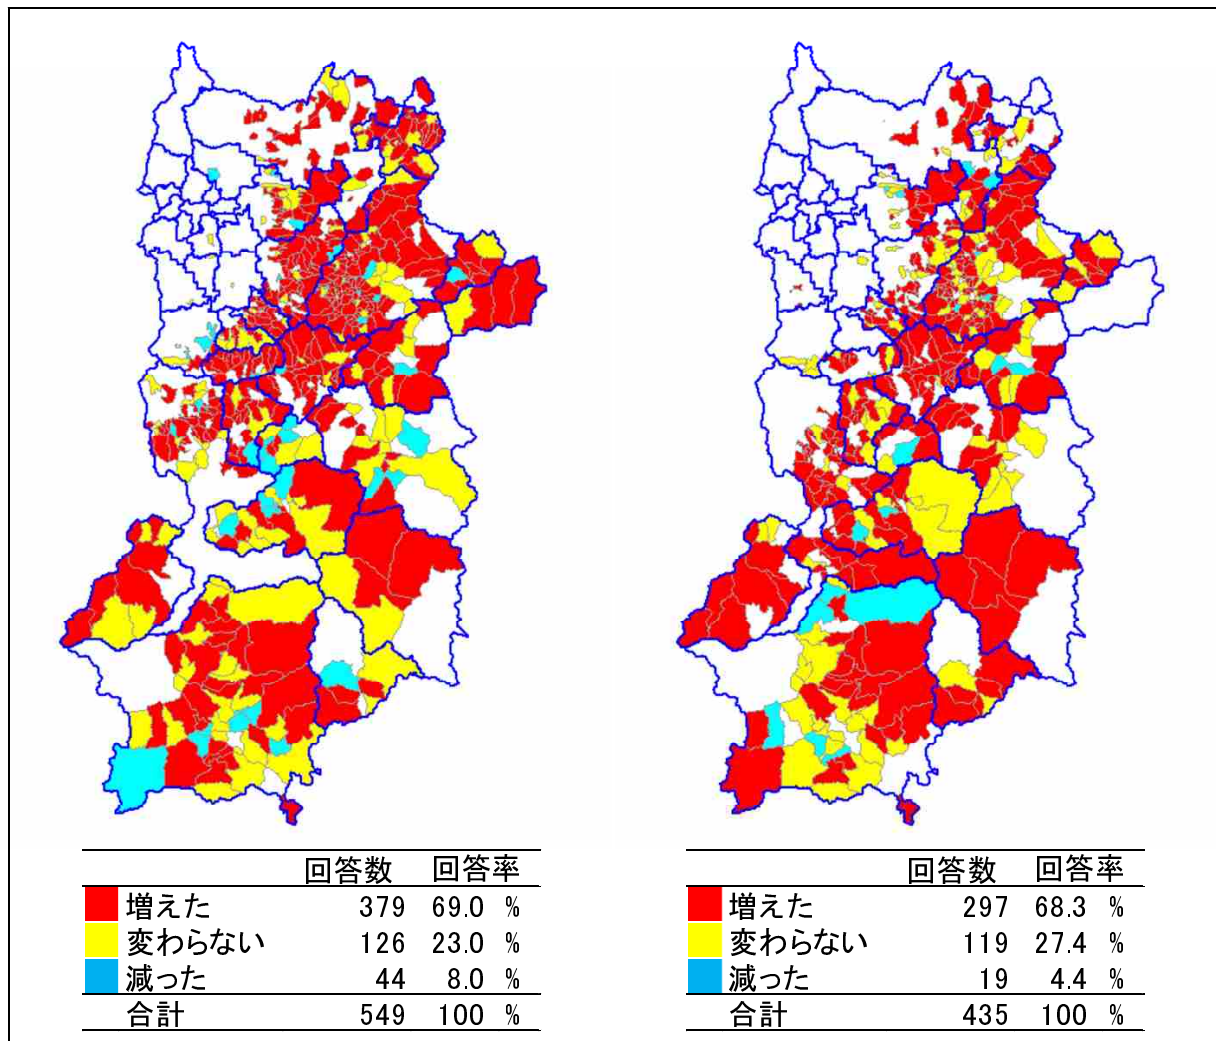 回答数 回答率
増えた 379 69.0 %
変わらない 126 23.0 %
減った 44 8.0 %
合計 549 100 %
回答数 回答率
増えた 297 68.3 %
変わらない 119 27.4 %
減った 19 4.4 %
合計 435 100 %